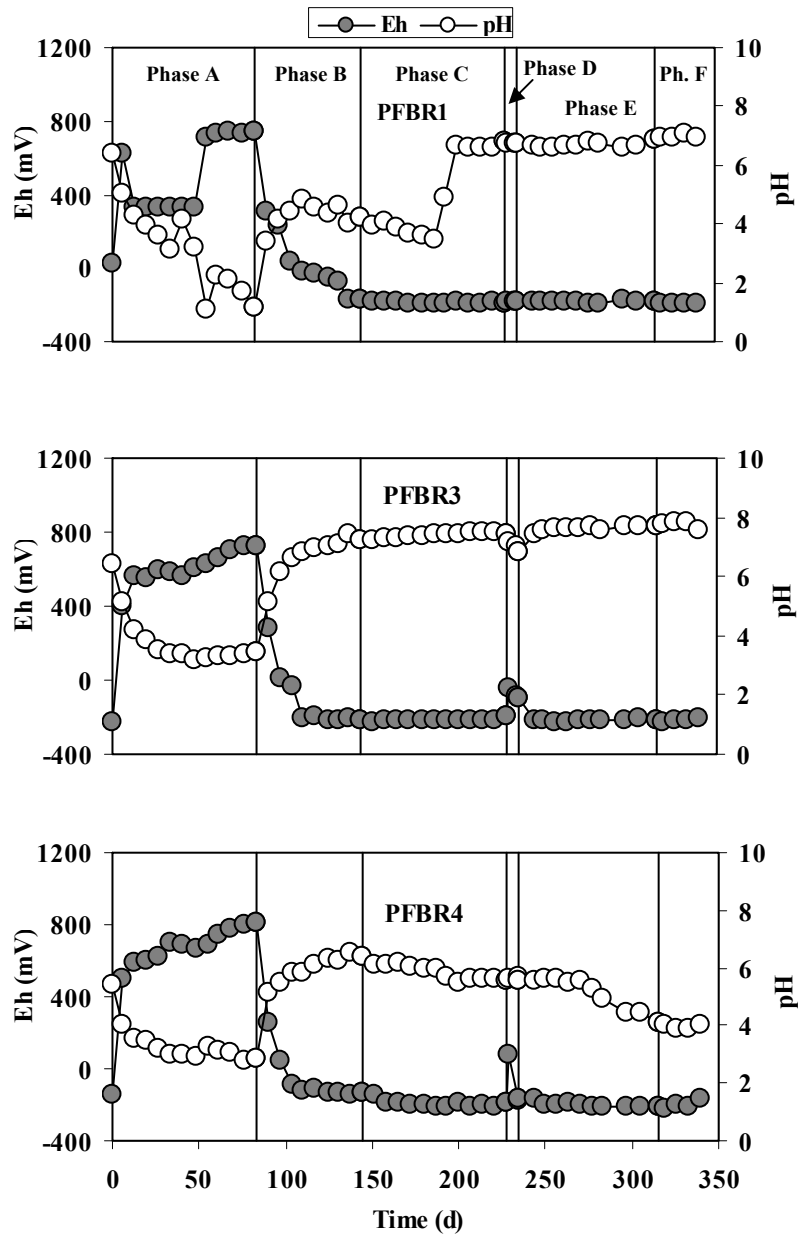 Eh pH
1200 10
Phase A Phase B Phase C Phase D Ph. F
PFBR1 Phase E
800 8
400 6
0 4
-400 2
0
Eh (mV)
pH
1200 10
PFBR3
800 8
400 6
0 4
-400 2
0
Eh (mV)
pH
1200 10
PFBR4
800 8
400 6
0 4
-400 2
0
Eh (mV)
pH
0 50 100 150 200 250 300 350
Time (d)